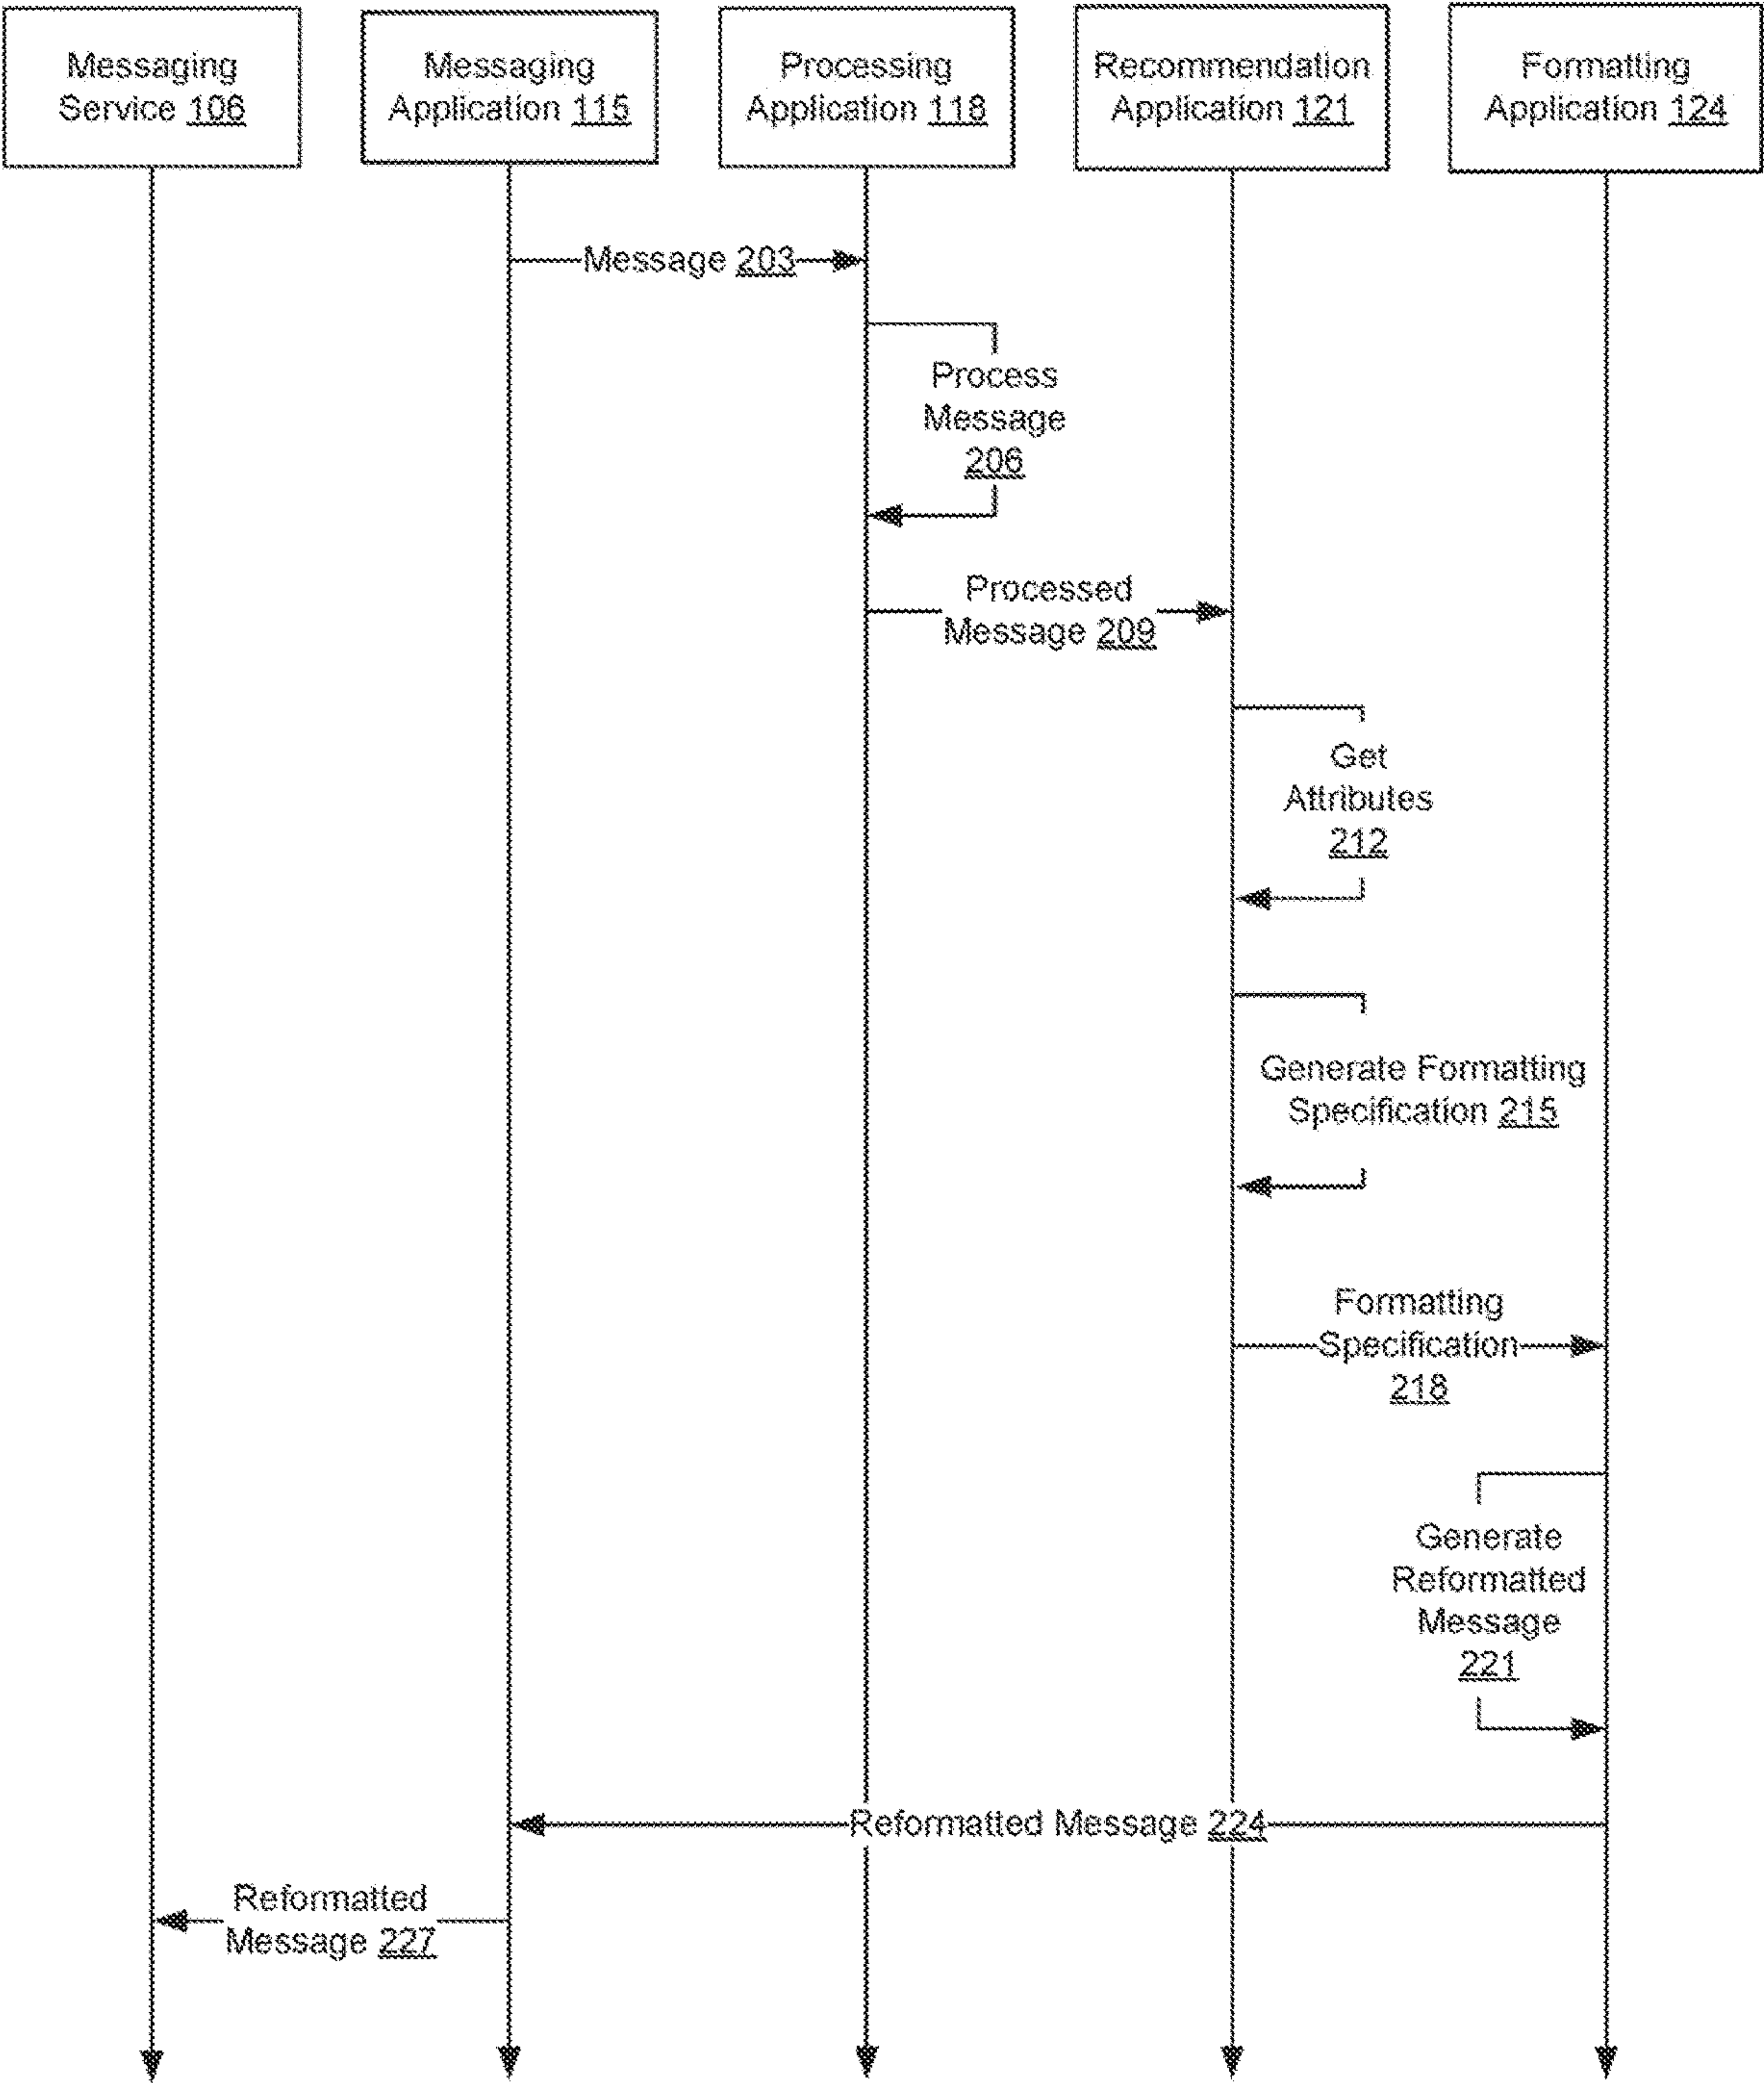 Messaging
Service 106
Messaging
Application 115
Processing
Application 118
Recommendation
Application 121
Formatting
Application 124
Message 203
Process
Message
206
Processed
Message 209
Get
Attributes
212
Generate Formatting
Specification 215
Formatting
Specification
218
Generate
Reformatted
Message
221
Reformatted Message 224
Reformatted
Message 227